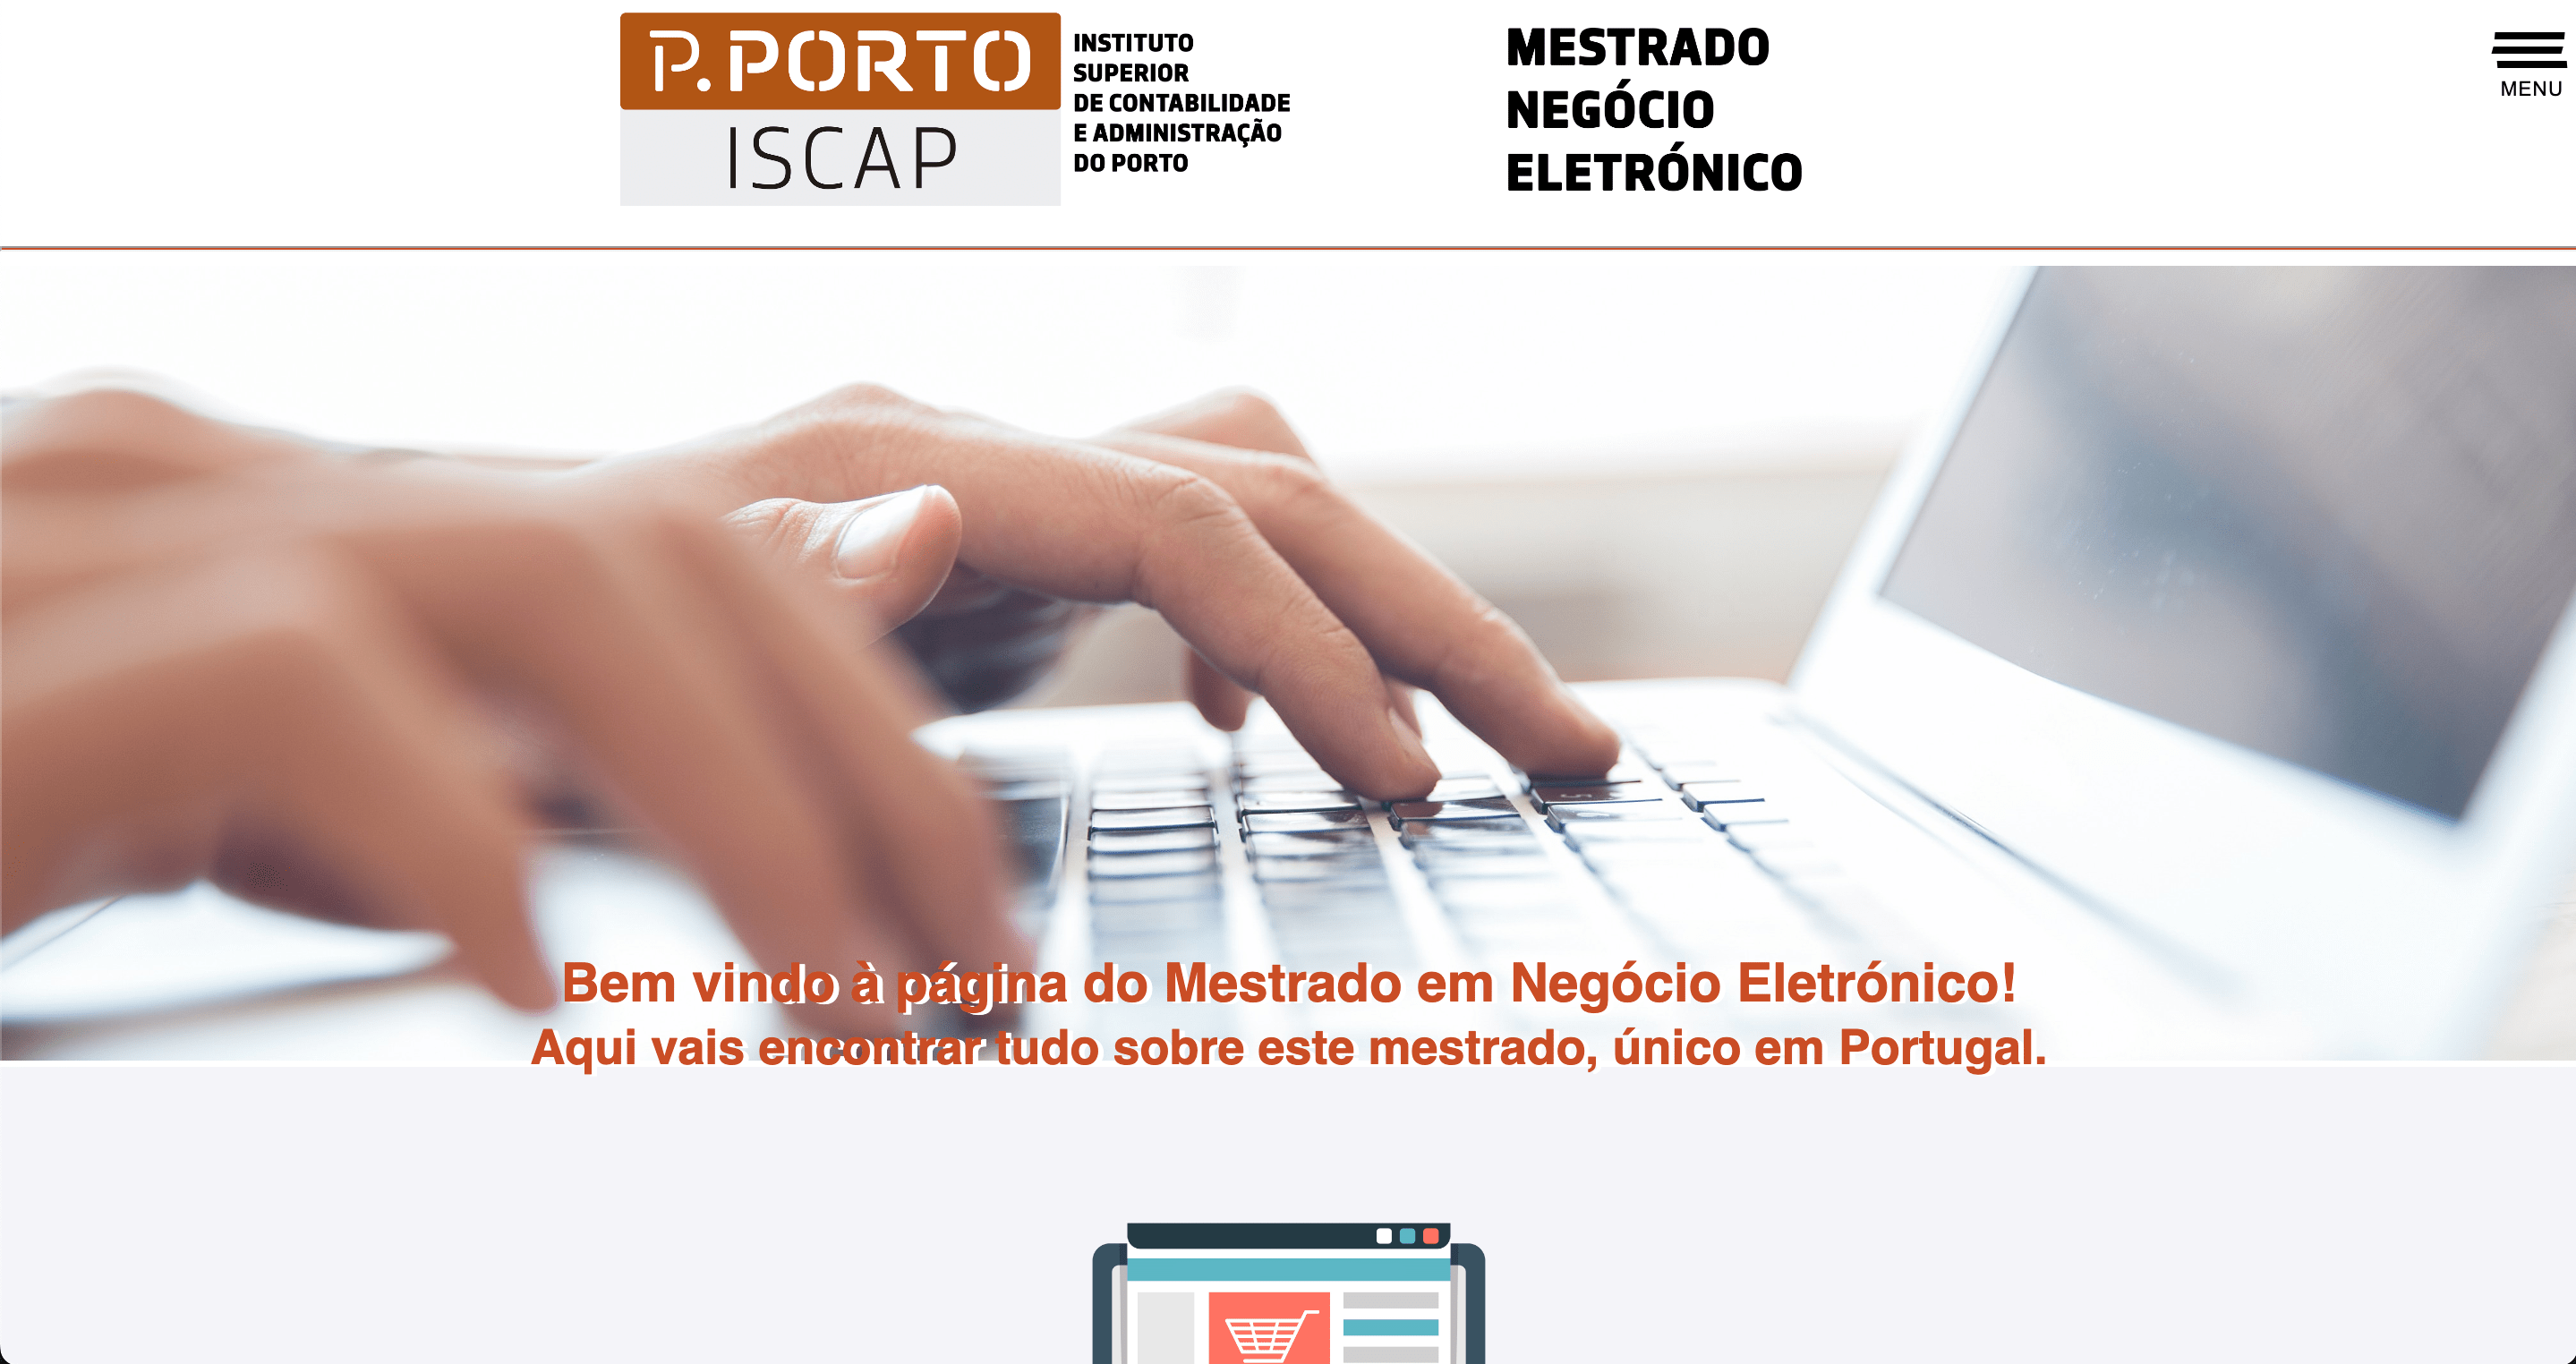 P.PORTO
ISCAP
INSTITUTO
SUPERIOR
DE CONTABILIDADE
E ADMINISTRAÇÃO
DO PORTO
MESTRADO
NEGÓCIO
ELETRÓNICO
MENU
Bem vindo à página do Mestrado em Negócio Eletrónico!
Aqui vais encontrar tudo sobre este mestrado, único em Portugal.